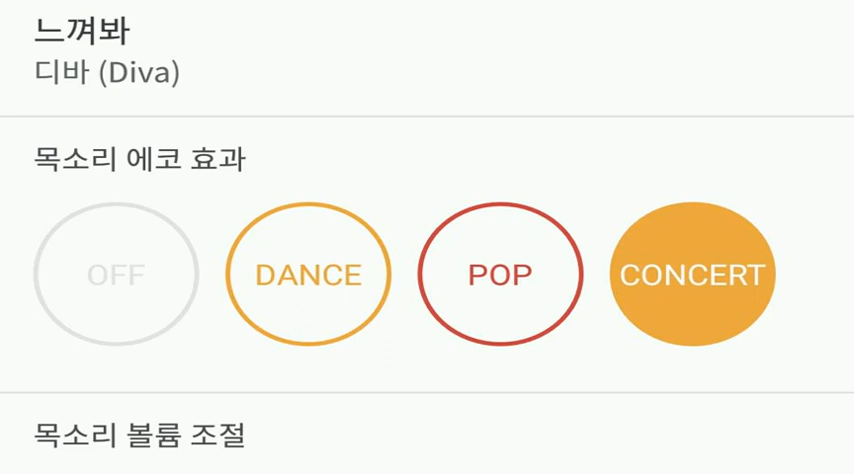 느껴봐
디바 (Diva)
목소리 에코 효과
OFF DANCE POP CONCERT
목소리 볼륨 조절